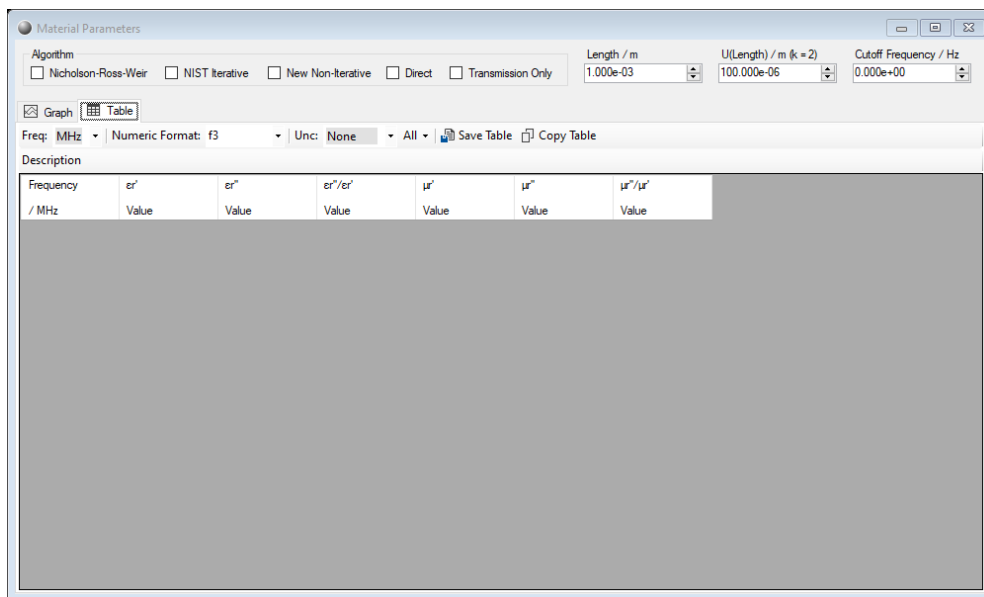 Material Parameters
Algorithm
Nicholson-Ross-Weir NIST Iterative New Non-Iterative Direct Transmission Only
Length / m
1.000e-03
U(Length) / m (k = 2)
100.000e-06
Cutoff Frequency / Hz
0.000e+00
Graph Table
Freq: MHz Numeric Format: f3 Unc: None All Save Table Copy Table
Description
Frequency εr' εr" εr"/εr' μr' μr" μr"/μr'
/ MHz Value Value Value Value Value Value